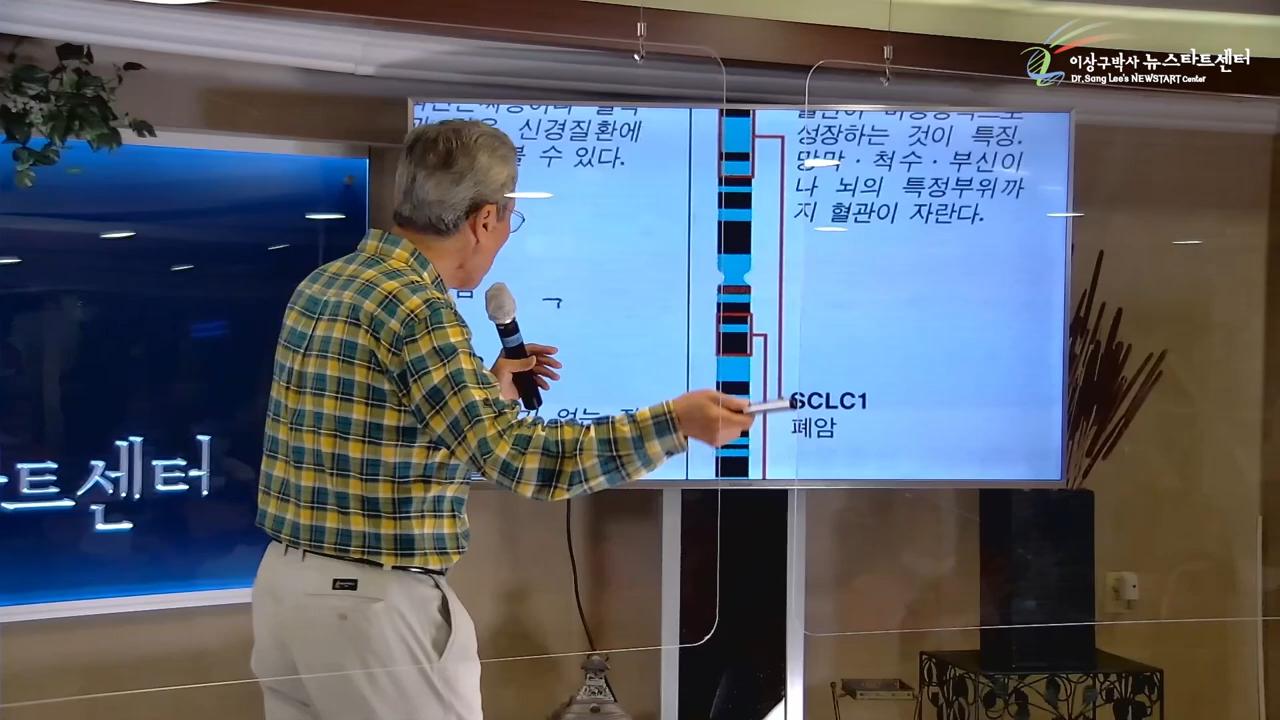 이상구박사 뉴스타트센터
Dr. Sang Lee's NEWSTART Center
신경질환에
수 있다.
성장하는 것이 특징.
망막·척수·부신이
나 뇌의 특정부위까
지 혈관이 자란다.
SCLC1
폐암
트센터